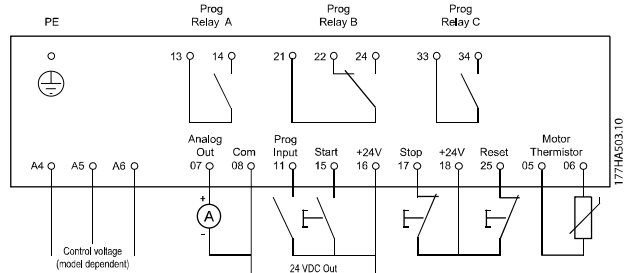 PE
Prog
Relay A
Prog
Relay B
Prog
Relay C
13 14 21 22 24 33 34
Analog
Out
Com
Prog
Input
Start
+24V
Stop
+24V
Reset
Motor
Thermistor
A4 A5 A6 07 08 11 15 16 17 18 25 05 06
+
A
-
Control voltage
(model dependent)
24 VDC Out
177HA503.10